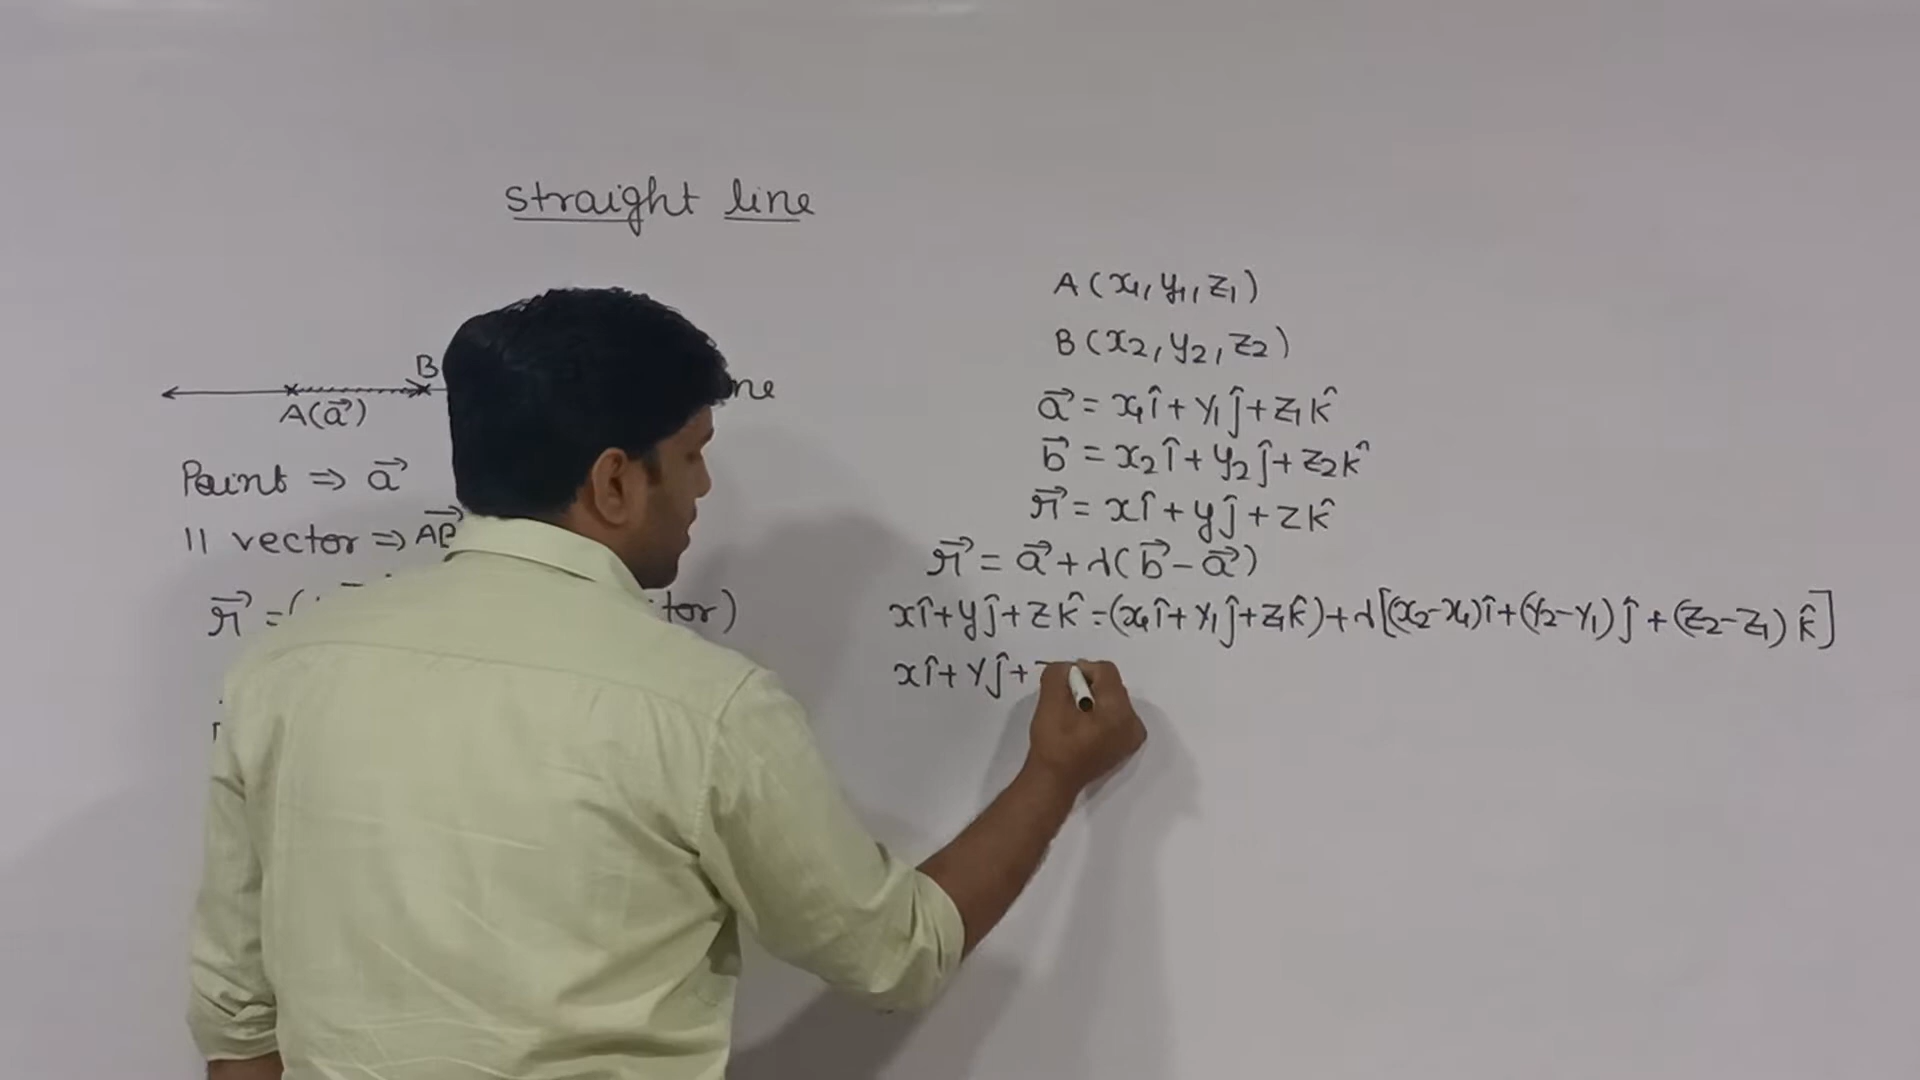 straight line
B
A(a⃗)
Point ⇒ a⃗
|| vector ⇒
r⃗ = (
A(x₁, y₁, z₁)
B(x₂, y₂, z₂)
a⃗ = x₁î + y₁ĵ + z₁k̂
b⃗ = x₂î + y₂ĵ + z₂k̂
r⃗ = xî + yĵ + zk̂
r⃗ = a⃗ + λ(b⃗ - a⃗)
xî + yĵ + zk̂ = (x₁î + y₁ĵ + z₁k̂) + λ[(x₂-x₁)î + (y₂-y₁)ĵ + (z₂-z₁)k̂]
xî + yĵ +